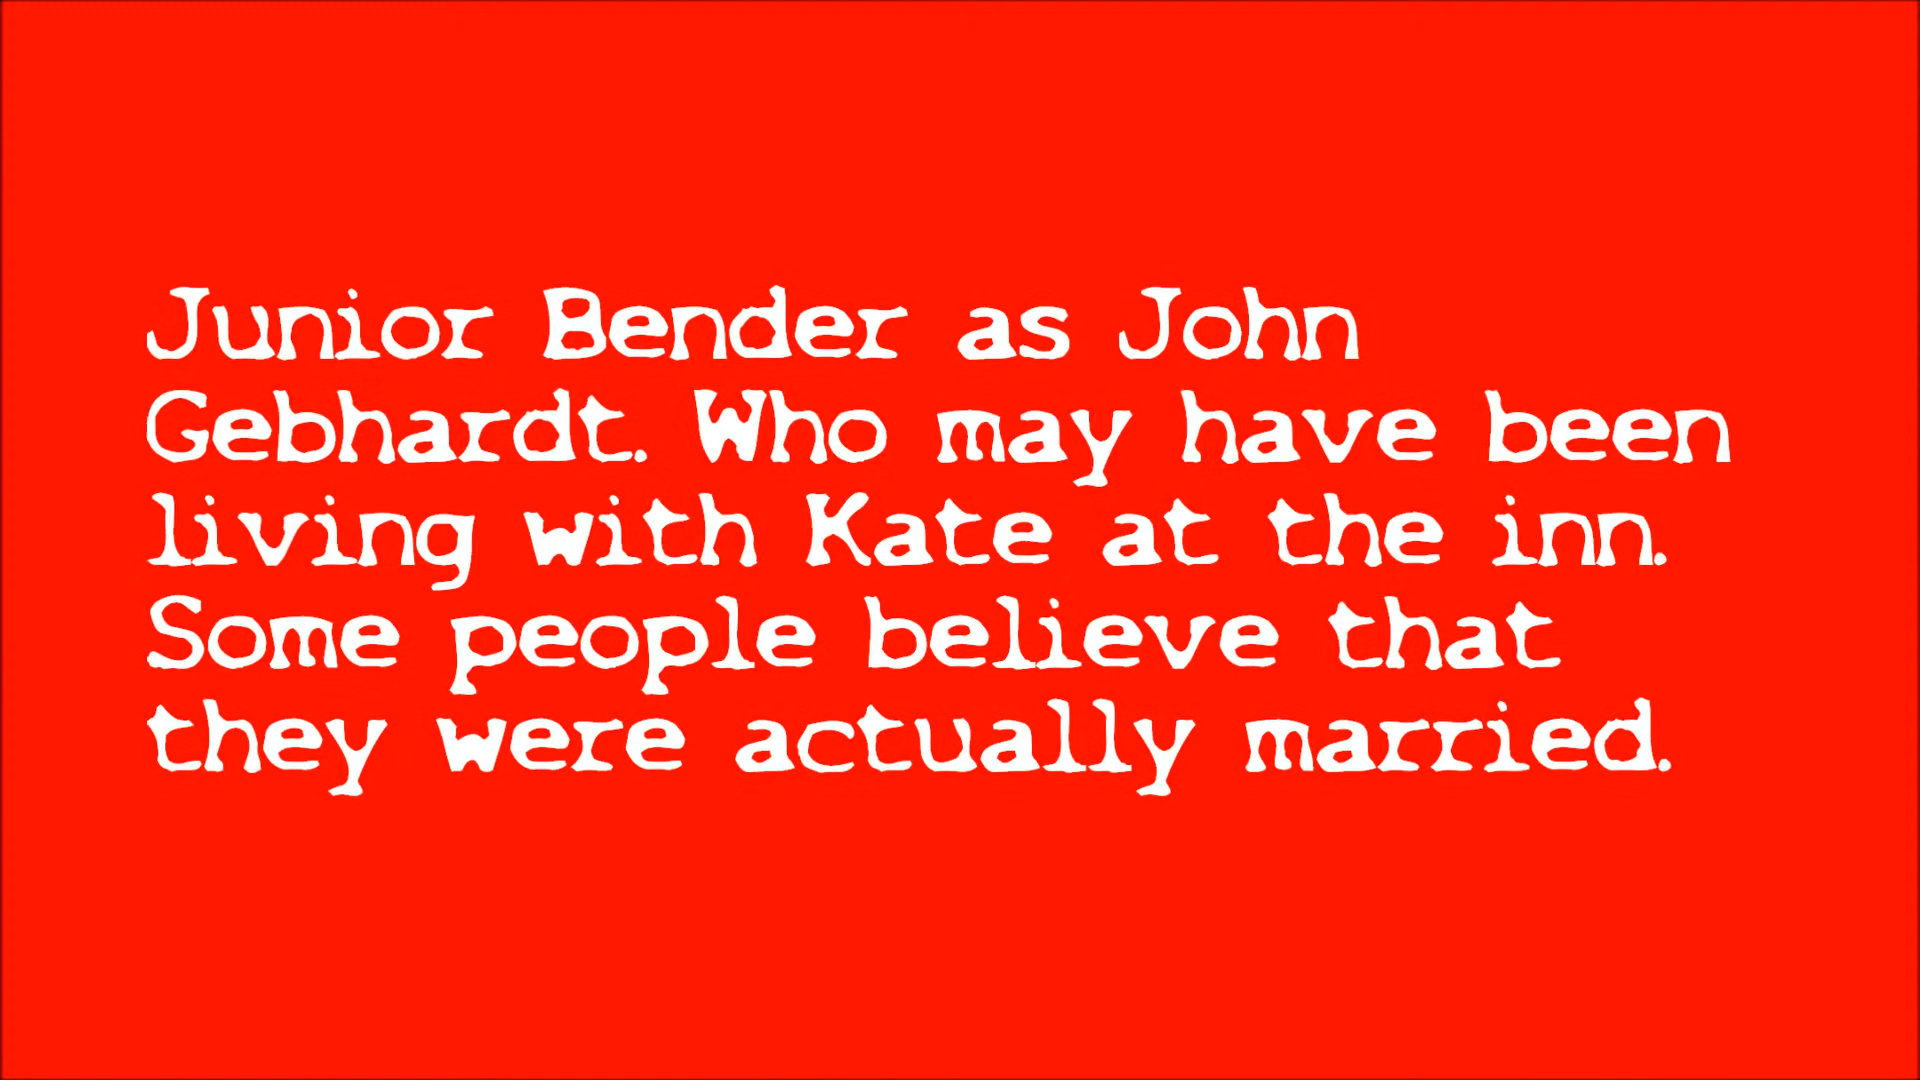 Junior Bender as John
Gebhardt. Who may have been
living with Kate at the inn.
Some people believe that
they were actually married.